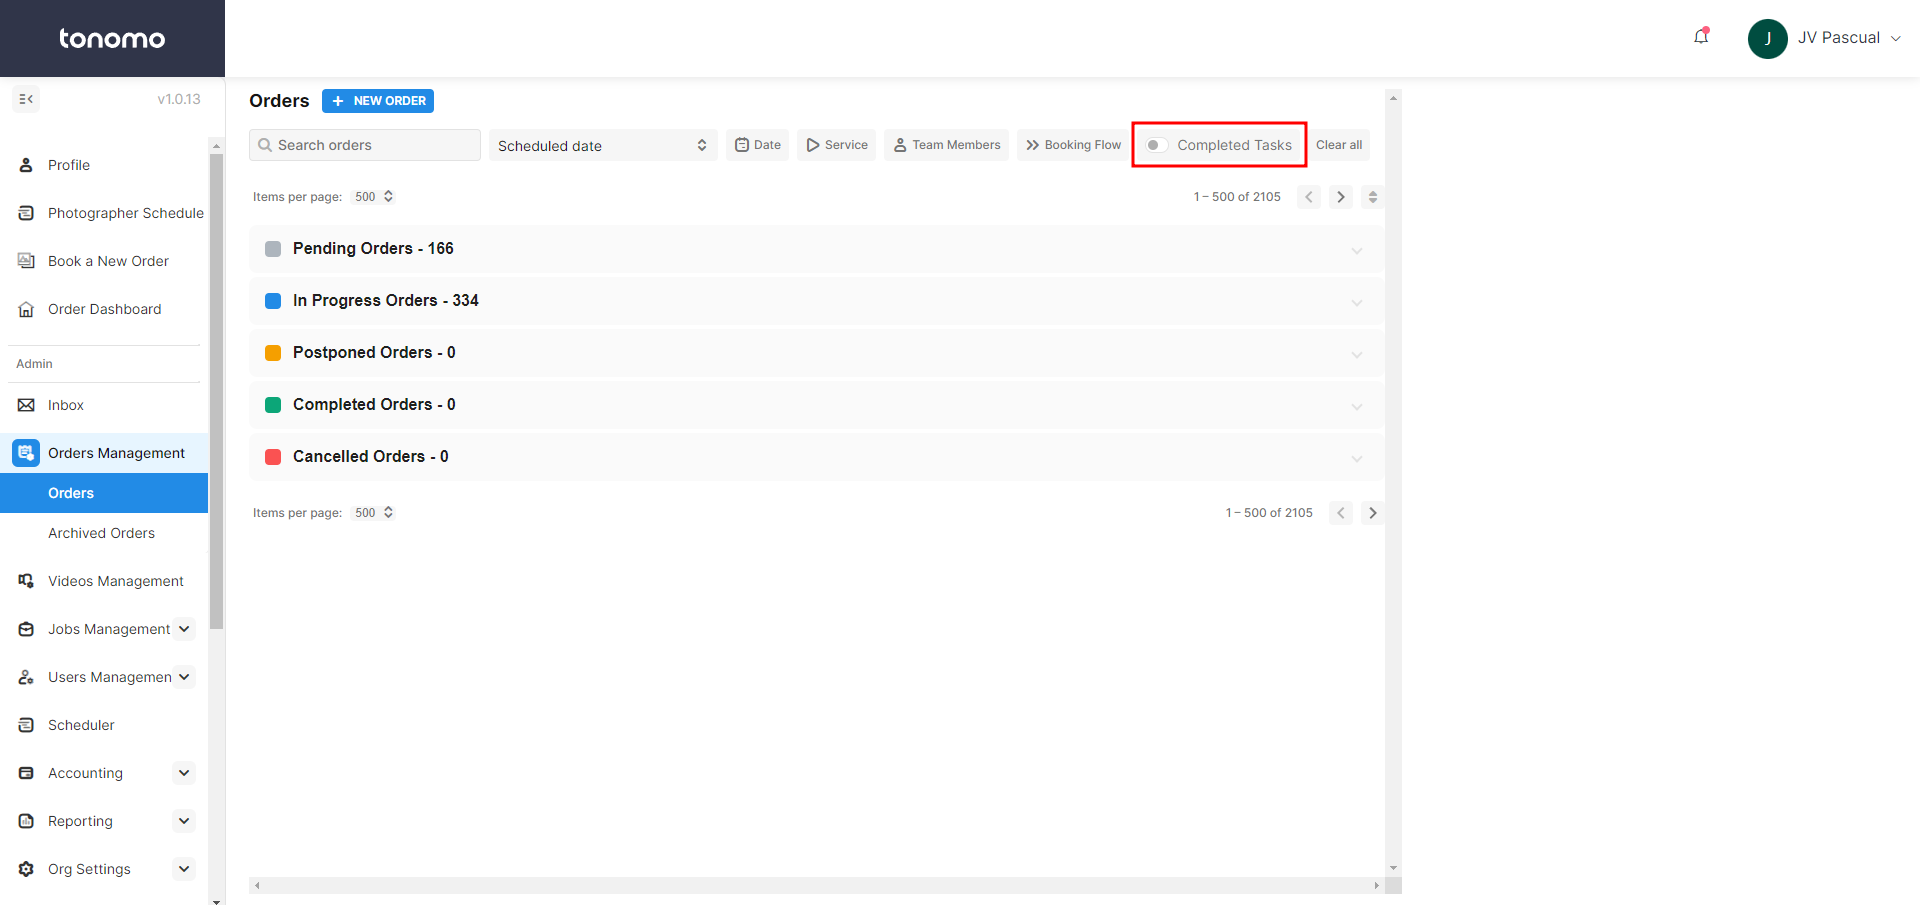 tonomo
J
JV Pascual
v1.0.13
Profile
Photographer Schedule
Book a New Order
Order Dashboard
Admin
Inbox
Orders Management
Orders
Archived Orders
Videos Management
Jobs Management
Users Managemen
Scheduler
Accounting
Reporting
Org Settings
Orders
+ NEW ORDER
Search orders
Scheduled date
Date
Service
Team Members
Booking Flow
Completed Tasks
Clear all
Items per page: 500
1 – 500 of 2105
Pending Orders - 166
In Progress Orders - 334
Postponed Orders - 0
Completed Orders - 0
Cancelled Orders - 0
Items per page: 500
1 – 500 of 2105